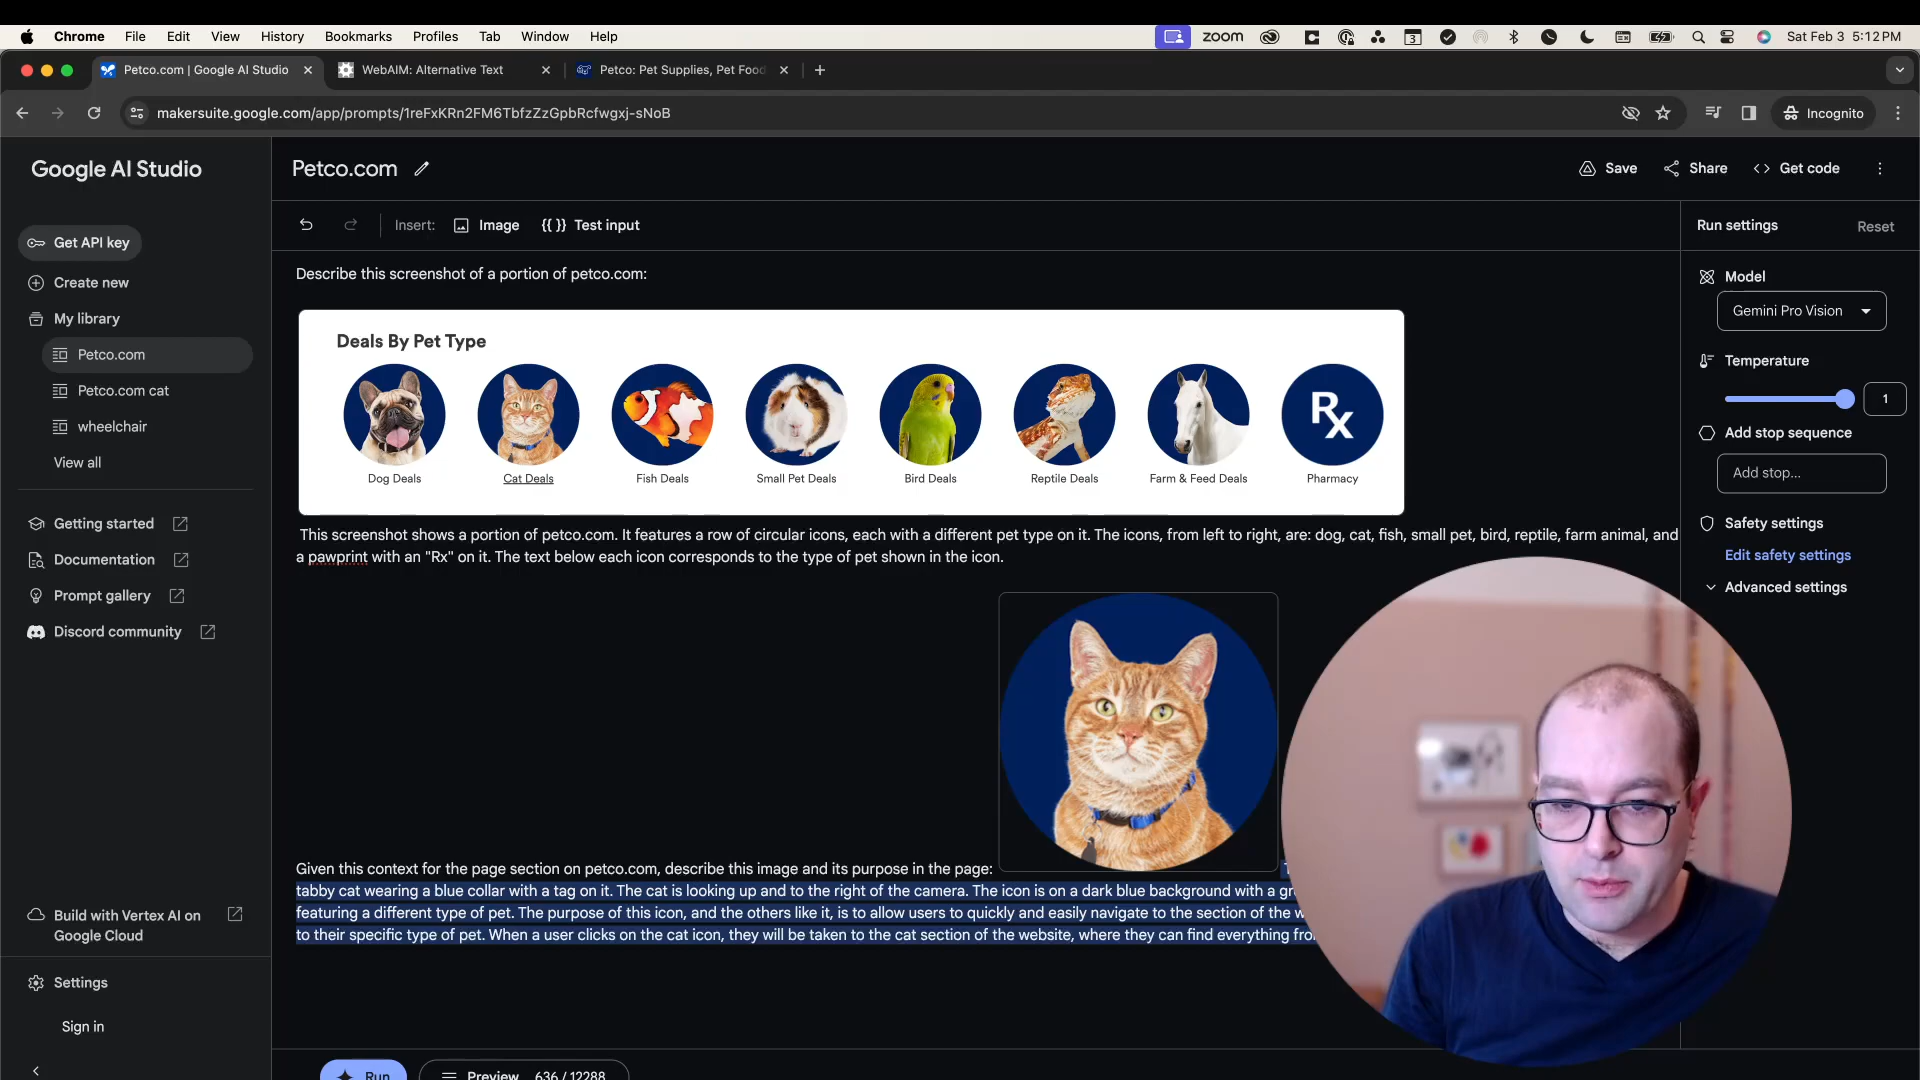 Chrome File Edit View History Bookmarks Profiles Tab Window Help zoom 3 Sat Feb 3 5:12 PM
Petco.com | Google AI Studio WebAIM: Alternative Text Petco: Pet Supplies, Pet Food
makersuite.google.com/app/prompts/1reFxKRn2FM6TbfzZzGpbRcfwgxj-sNoB Incognito
Google AI Studio
Get API key
Create new
My library
Petco.com
Petco.com cat
wheelchair
View all
Getting started
Documentation
Prompt gallery
Discord community
Build with Vertex AI on
Google Cloud
Settings
Sign in
Petco.com Save Share Get code
Insert: Image {{ }} Test input
Describe this screenshot of a portion of petco.com:
Deals By Pet Type
Rx
Dog Deals Cat Deals Fish Deals Small Pet Deals Bird Deals Reptile Deals Farm & Feed Deals Pharmacy
This screenshot shows a portion of petco.com. It features a row of circular icons, each with a different pet type on it. The icons, from left to right, are: dog, cat, fish, small pet, bird, reptile, farm animal, and
a pawprint with an "Rx" on it. The text below each icon corresponds to the type of pet shown in the icon.
Given this context for the page section on petco.com, describe this image and its purpose in the page:
tabby cat wearing a blue collar with a tag on it. The cat is looking up and to the right of the camera. The icon is on a dark blue background with a
featuring a different type of pet. The purpose of this icon, and the others like it, is to allow users to quickly and easily navigate to the section of the
to their specific type of pet. When a user clicks on the cat icon, they will be taken to the cat section of the website, where they can find everything
Run Preview 636 / 12288
Run settings Reset
Model
Gemini Pro Vision
Temperature
1
Add stop sequence
Add stop...
Safety settings
Edit safety settings
Advanced settings